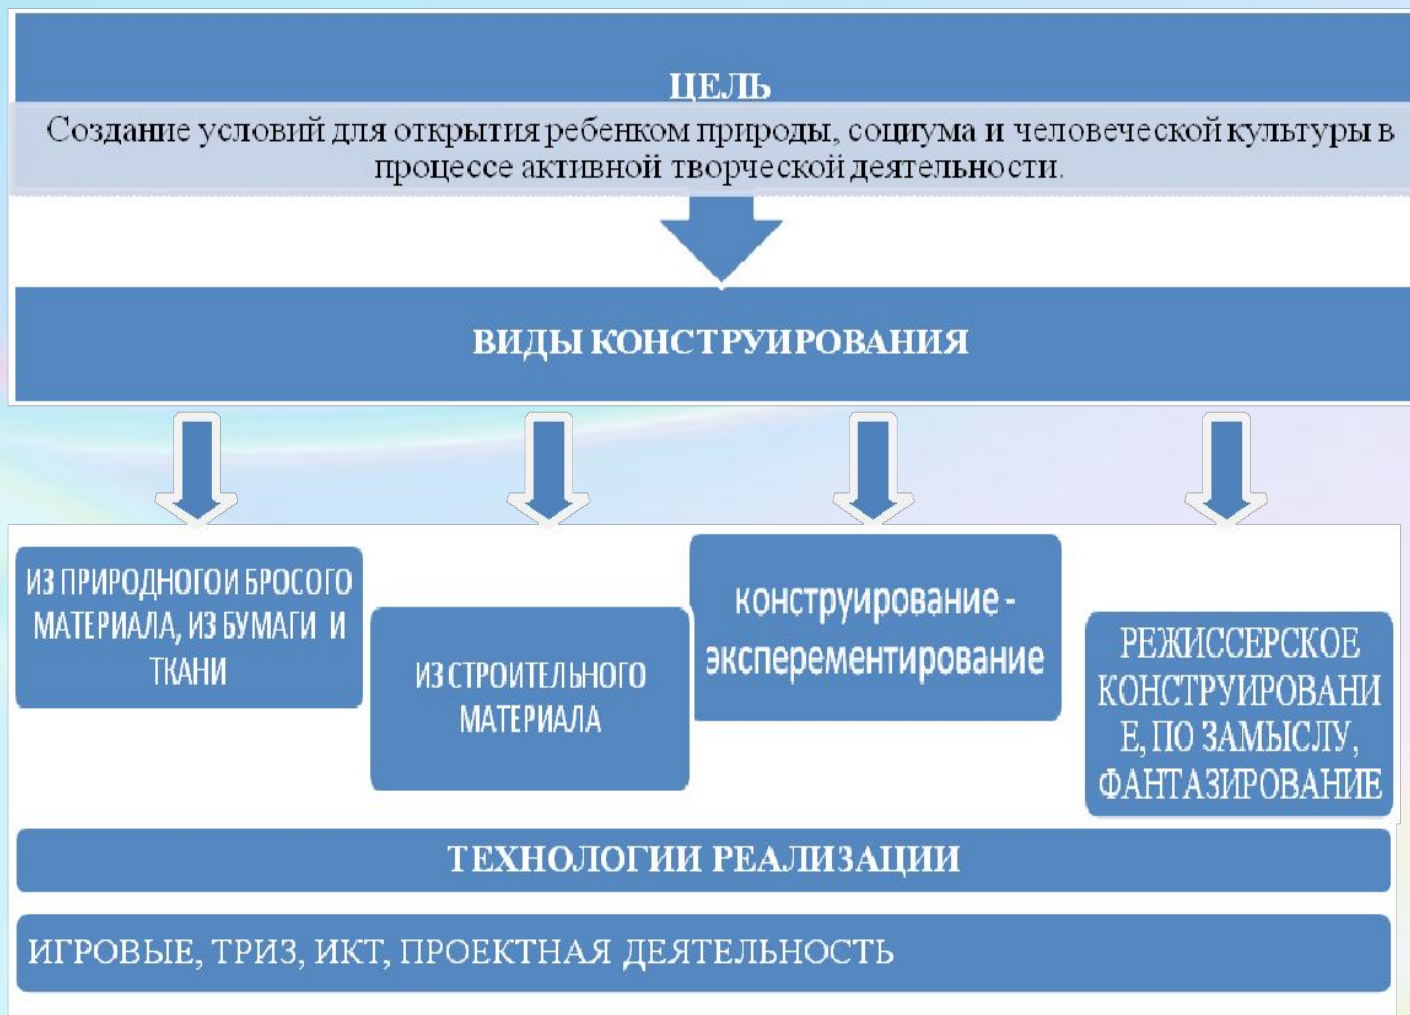 ЦЕЛЬ
Создание условий для открытия ребенком природы, социума и человеческой культуры в
процессе активной творческой деятельности.
ВИДЫ КОНСТРУИРОВАНИЯ
ИЗ ПРИРОДНОГОИ БРОСОГО
МАТЕРИАЛА, ИЗ БУМАГИ И
ТКАНИ
ИЗ СТРОИТЕЛЬНОГО
МАТЕРИАЛА
конструирование -
эксперементирование
РЕЖИССЕРСКОЕ
КОНСТРУИРОВАНИ
Е, ПО ЗАМЫСЛУ,
ФАНТАЗИРОВАНИЕ
ТЕХНОЛОГИИ РЕАЛИЗАЦИИ
ИГРОВЫЕ, ТРИЗ, ИКТ, ПРОЕКТНАЯ ДЕЯТЕЛЬНОСТЬ